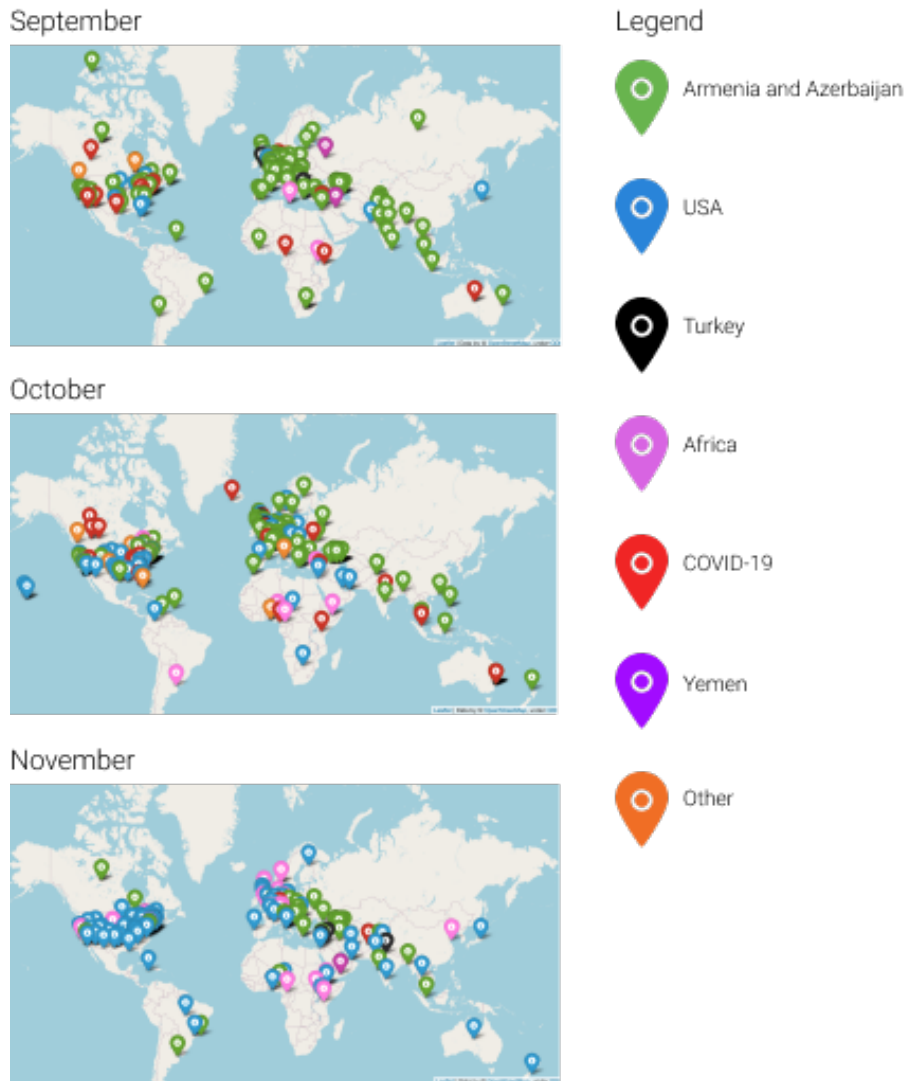 September
Legend
Armenia and Azerbaijan
USA
Turkey
October
Africa
COVID-19
Yemen
November
Other